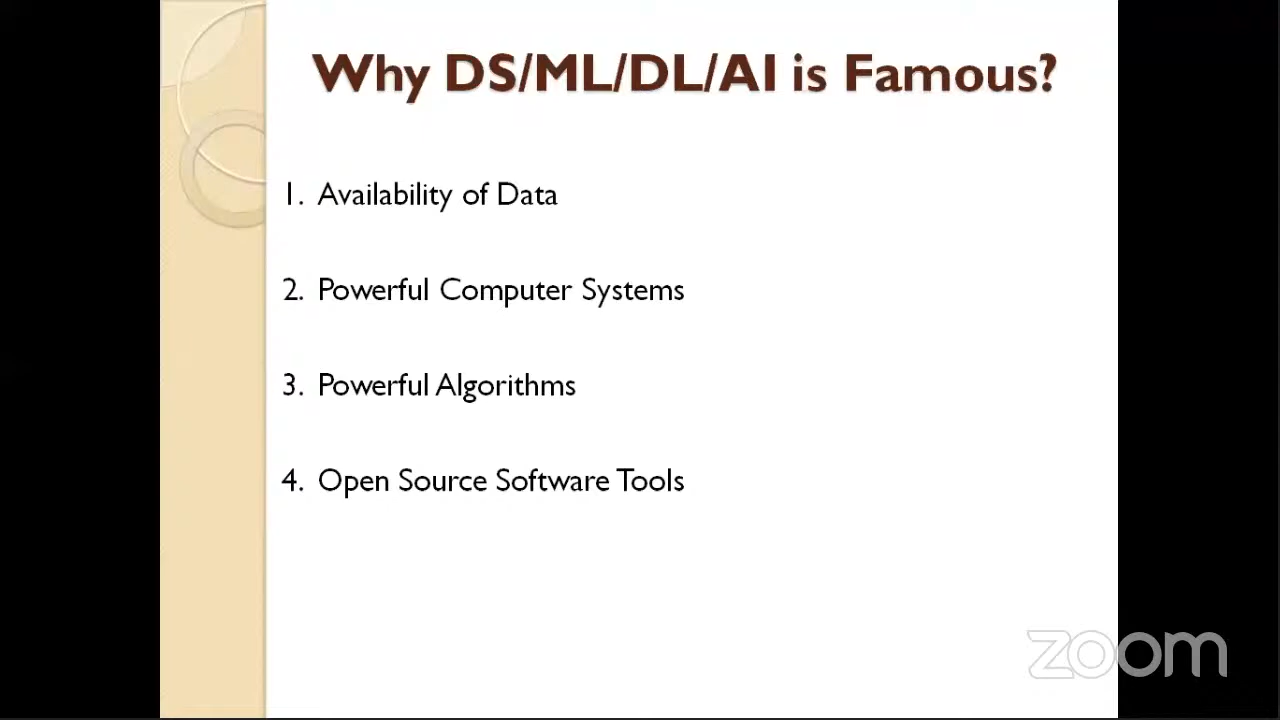 Why DS/ML/DL/AI is Famous?
1. Availability of Data
2. Powerful Computer Systems
3. Powerful Algorithms
4. Open Source Software Tools
zoom